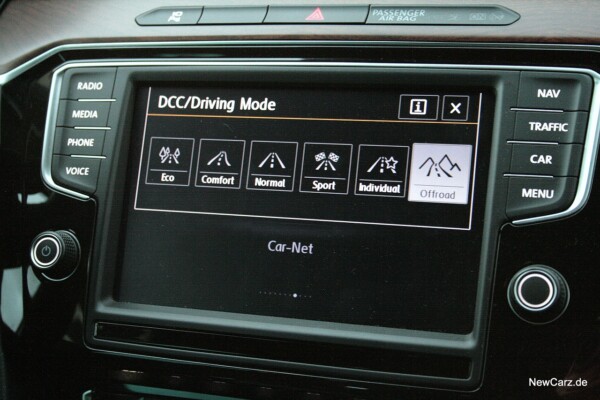 PASSENGER
AIR BAG
RADIO
MEDIA
PHONE
VOICE
DCC/Driving Mode
i
X
Eco
Comfort
Normal
Sport
Individual
Offroad
Car-Net
NAV
TRAFFIC
CAR
MENU
NewCarz.de